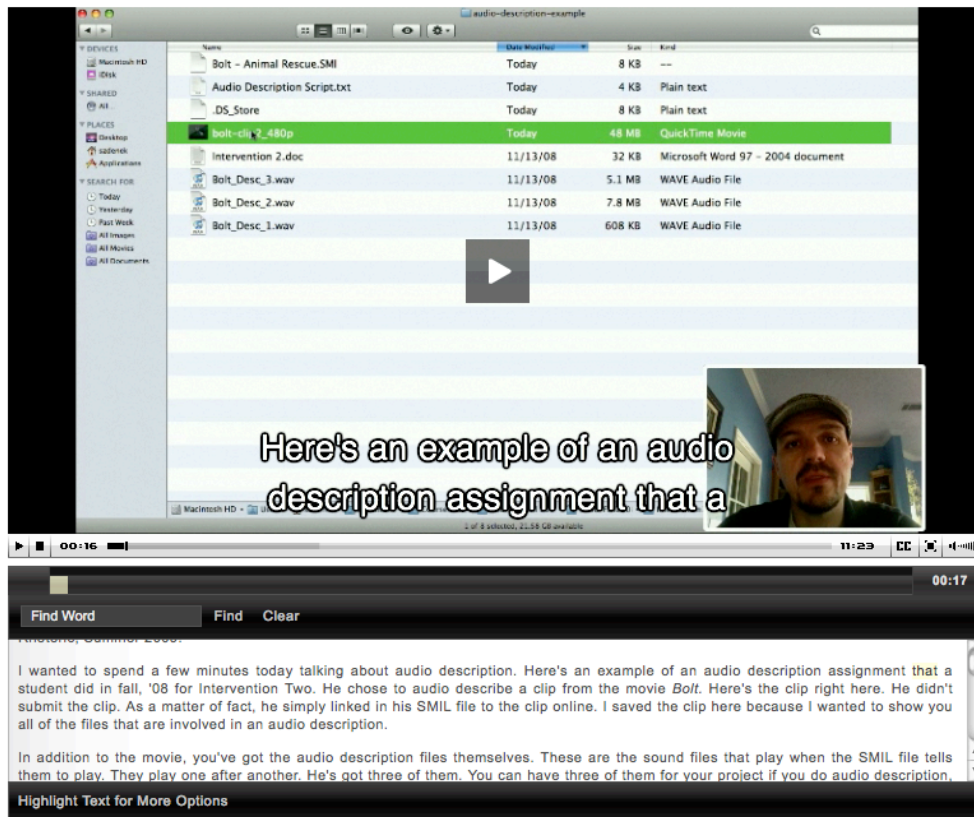 audio-description-example
DEVICES
Macintosh HD
iDisk
SHARED
All...
PLACES
Desktop
sadenek
Applications
SEARCH FOR
Today
Yesterday
Past Week
All Images
All Movies
All Documents
Name Date Modified Size Kind
Bolt - Animal Rescue.SMI Today 8 KB --
Audio Description Script.txt Today 4 KB Plain text
.DS_Store Today 8 KB Plain text
bolt-clip2_480p Today 48 MB QuickTime Movie
Intervention 2.doc 11/13/08 32 KB Microsoft Word 97 – 2004 document
Bolt_Desc_3.wav 11/13/08 5.1 MB WAVE Audio File
Bolt_Desc_2.wav 11/13/08 7.8 MB WAVE Audio File
Bolt_Desc_1.wav 11/13/08 608 KB WAVE Audio File
Here's an example of an audio
description assignment that a
Macintosh HD
1 of 8 selected, 21.58 GB available
00:16 11:23 CC
00:17
Find Word Find Clear
I wanted to spend a few minutes today talking about audio description. Here's an example of an audio description assignment that a
student did in fall, '08 for Intervention Two. He chose to audio describe a clip from the movie Bolt. Here's the clip right here. He didn't
submit the clip. As a matter of fact, he simply linked in his SMIL file to the clip online. I saved the clip here because I wanted to show you
all of the files that are involved in an audio description.
In addition to the movie, you've got the audio description files themselves. These are the sound files that play when the SMIL file tells
them to play. They play one after another. He's got three of them. You can have three of them for your project if you do audio description,
Highlight Text for More Options